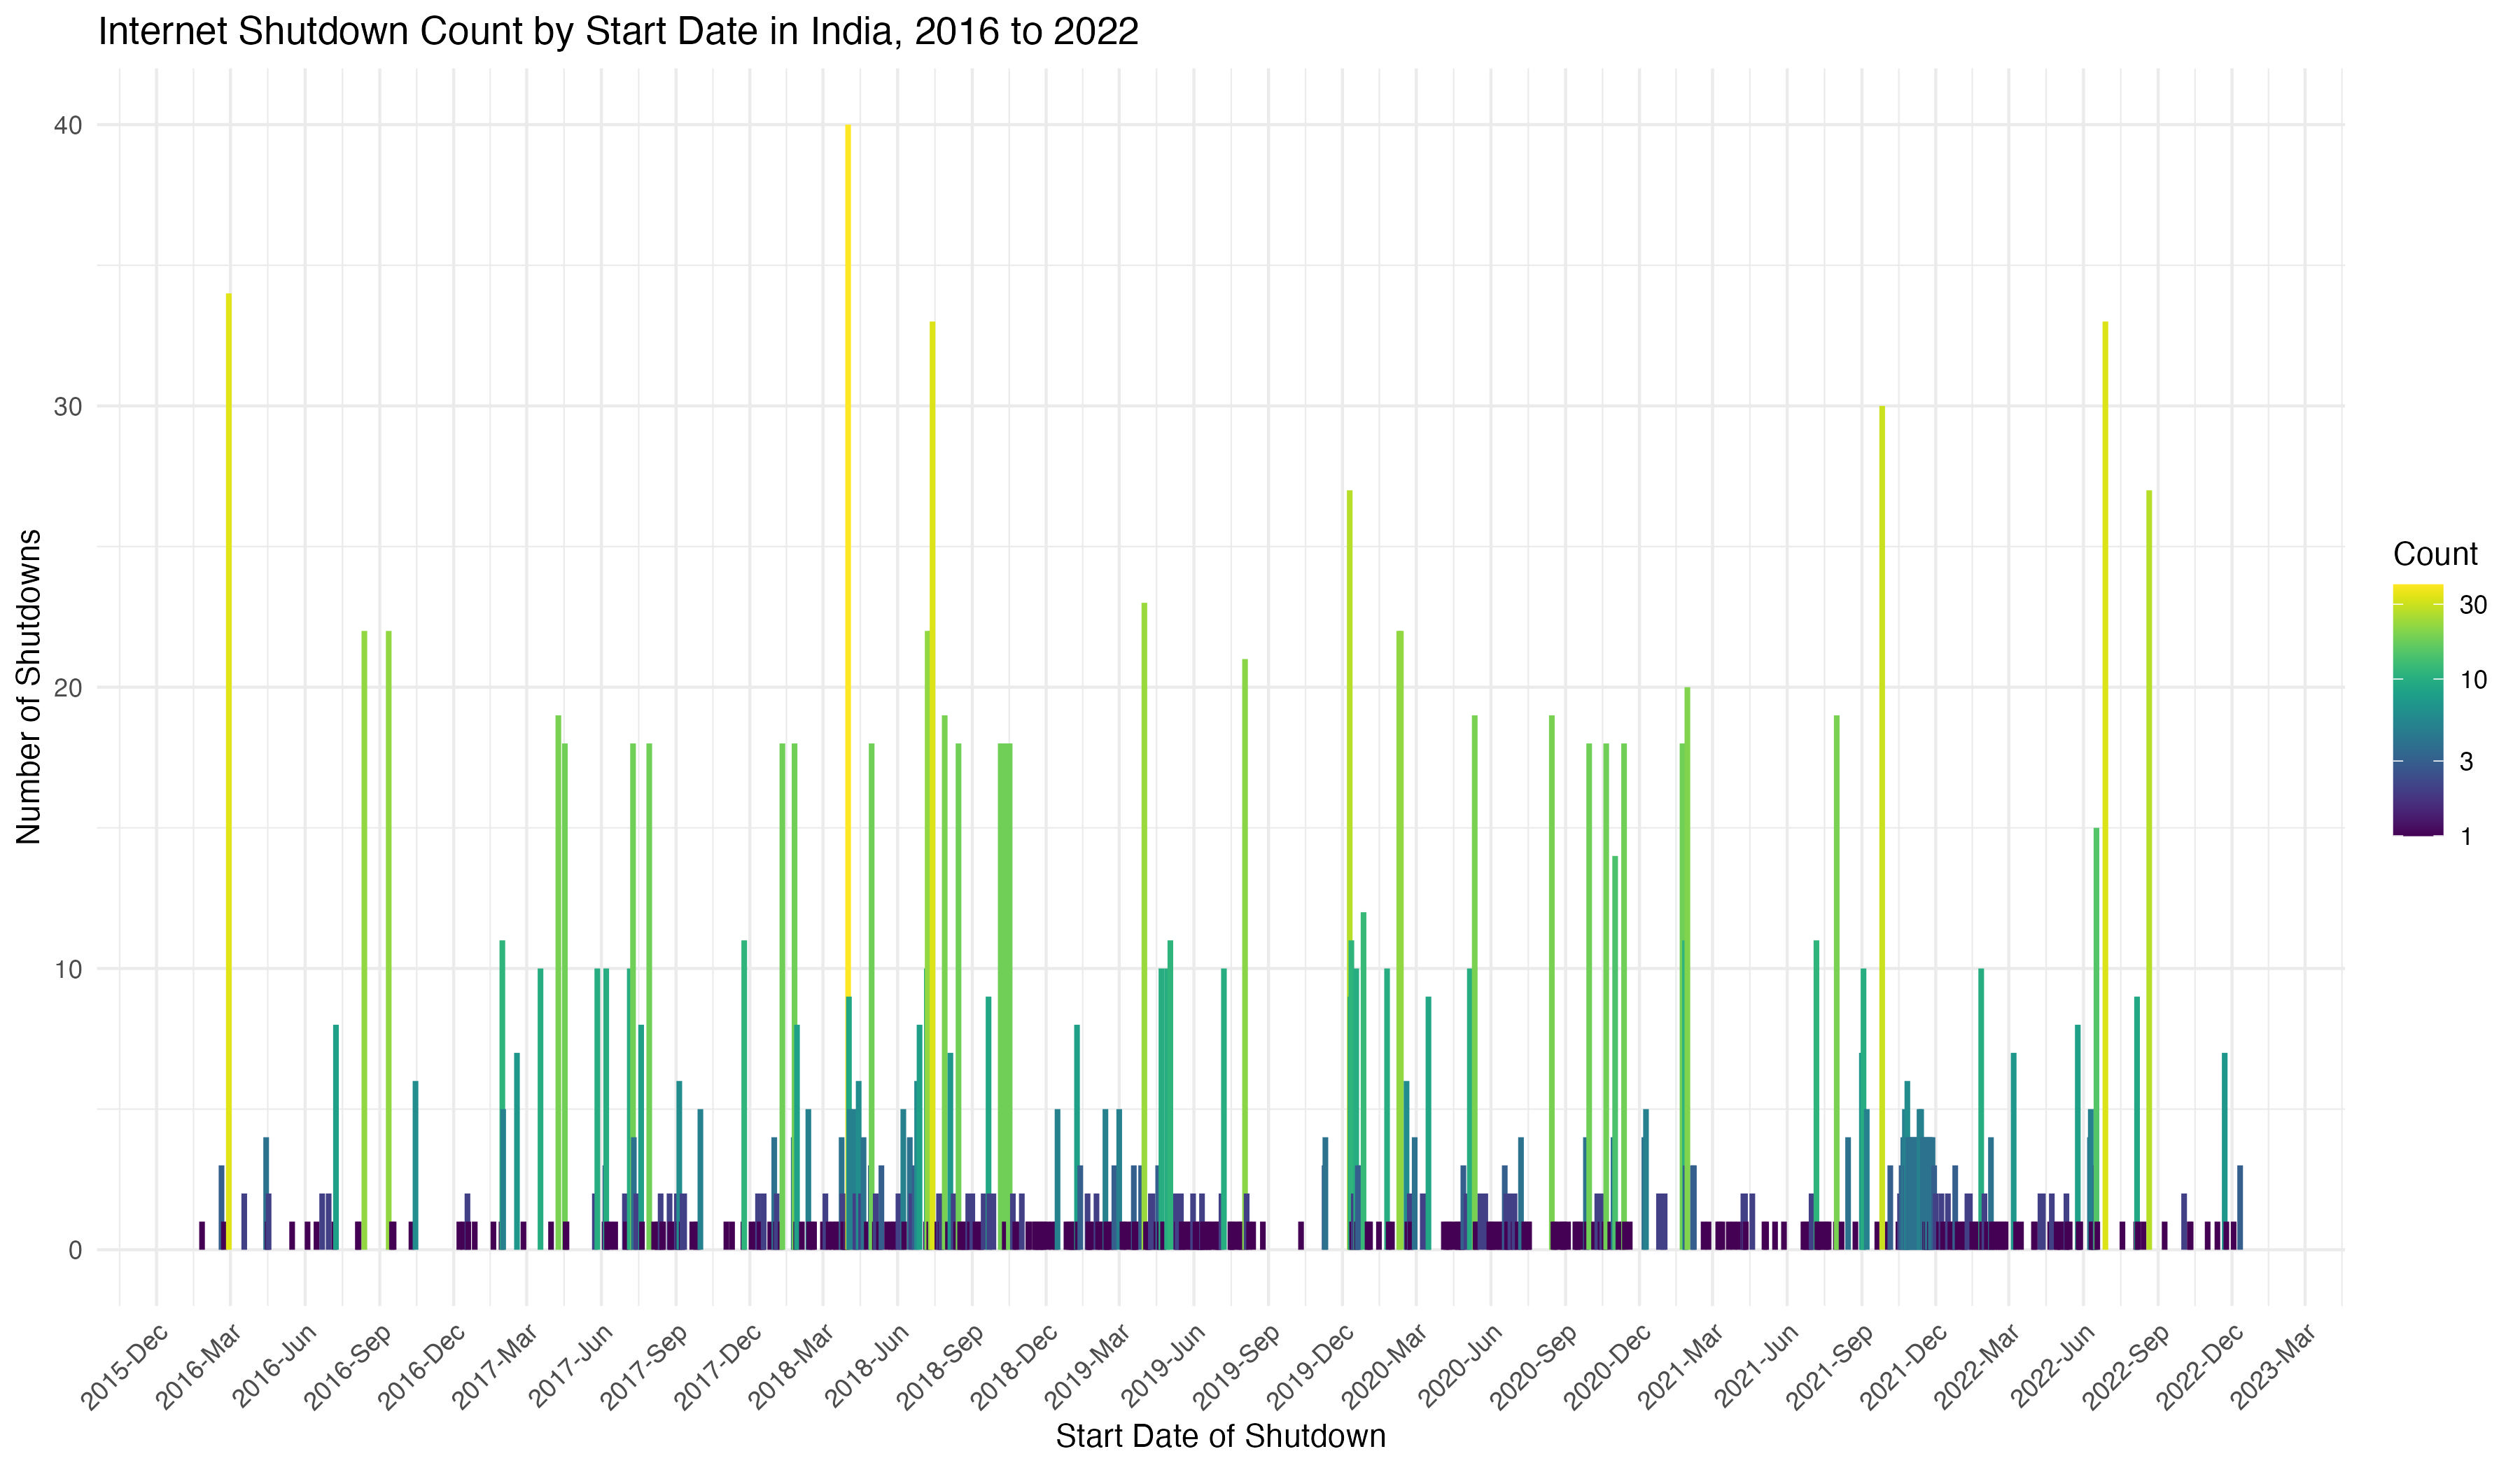 Internet Shutdown Count by Start Date in India, 2016 to 2022
Number of Shutdowns
40
30
20
10
0
2015-Dec
2016-Mar
2016-Jun
2016-Sep
2016-Dec
2017-Mar
2017-Jun
2017-Sep
2017-Dec
2018-Mar
2018-Jun
2018-Sep
2018-Dec
2019-Mar
2019-Jun
2019-Sep
2019-Dec
2020-Mar
2020-Jun
2020-Sep
2020-Dec
2021-Mar
2021-Jun
2021-Sep
2021-Dec
2022-Mar
2022-Jun
2022-Sep
2022-Dec
2023-Mar
Start Date of Shutdown
Count
30
10
3
1